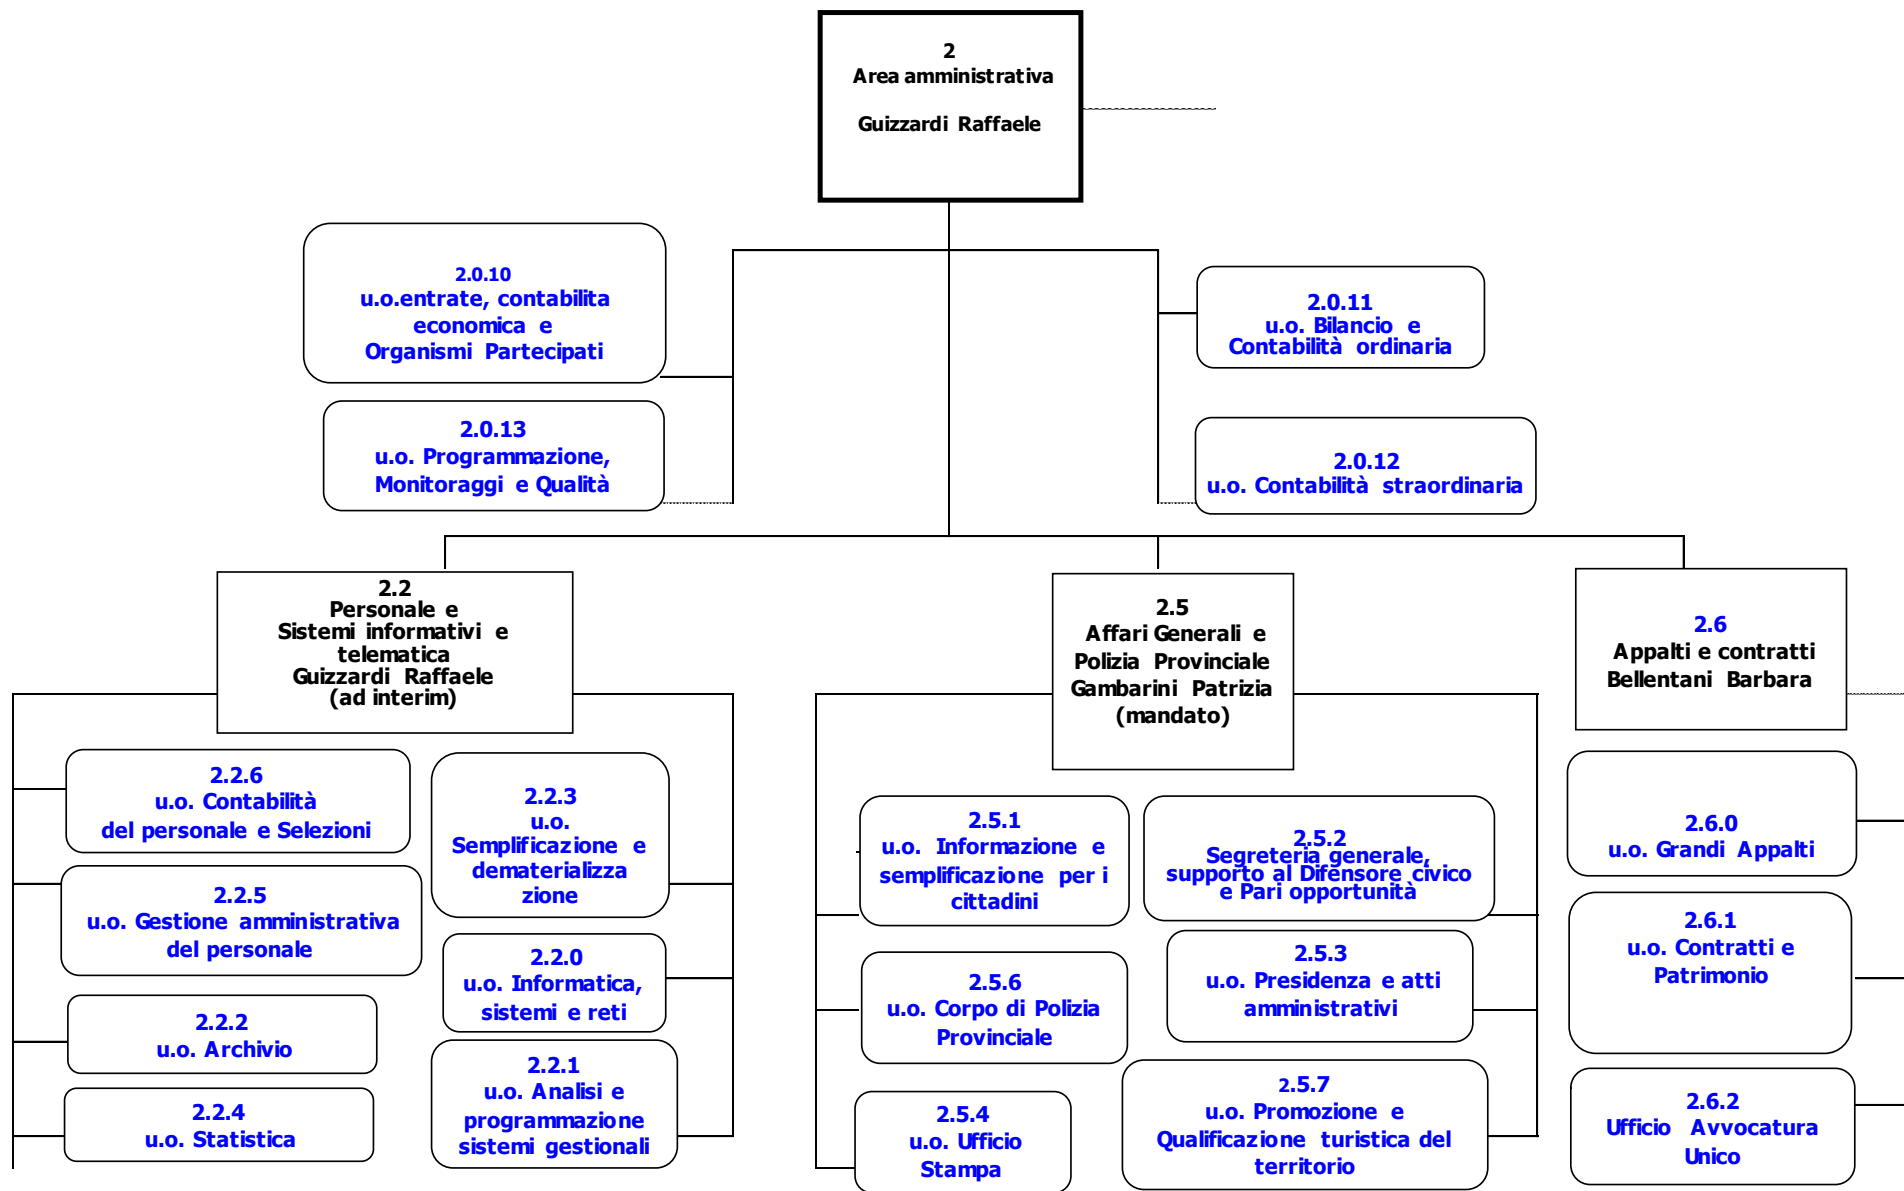 2
Area amministrativa
Guizzardi Raffaele
2.0.10
u.o.entrate, contabilita
economica e
Organismi Partecipati
2.0.11
u.o. Bilancio e
Contabilità ordinaria
2.0.13
u.o. Programmazione,
Monitoraggi e Qualità
2.0.12
u.o. Contabilità straordinaria
2.2
Personale e
Sistemi informativi e
telematica
Guizzardi Raffaele
(ad interim)
2.5
Affari Generali e
Polizia Provinciale
Gambarini Patrizia
(mandato)
2.6
Appalti e contratti
Bellentani Barbara
2.2.6
u.o. Contabilità
del personale e Selezioni
2.2.5
u.o. Gestione amministrativa
del personale
2.2.2
u.o. Archivio
2.2.4
u.o. Statistica
2.2.3
u.o.
Semplificazione e
dematerializza
zione
2.2.0
u.o. Informatica,
sistemi e reti
2.2.1
u.o. Analisi e
programmazione
sistemi gestionali
2.5.1
u.o. Informazione e
semplificazione per i
cittadini
2.5.6
u.o. Corpo di Polizia
Provinciale
2.5.4
u.o. Ufficio
Stampa
2.5.2
Segreteria generale,
supporto al Difensore civico
e Pari opportunità
2.5.3
u.o. Presidenza e atti
amministrativi
2.5.7
u.o. Promozione e
Qualificazione turistica del
territorio
2.6.0
u.o. Grandi Appalti
2.6.1
u.o. Contratti e
Patrimonio
2.6.2
Ufficio Avvocatura
Unico